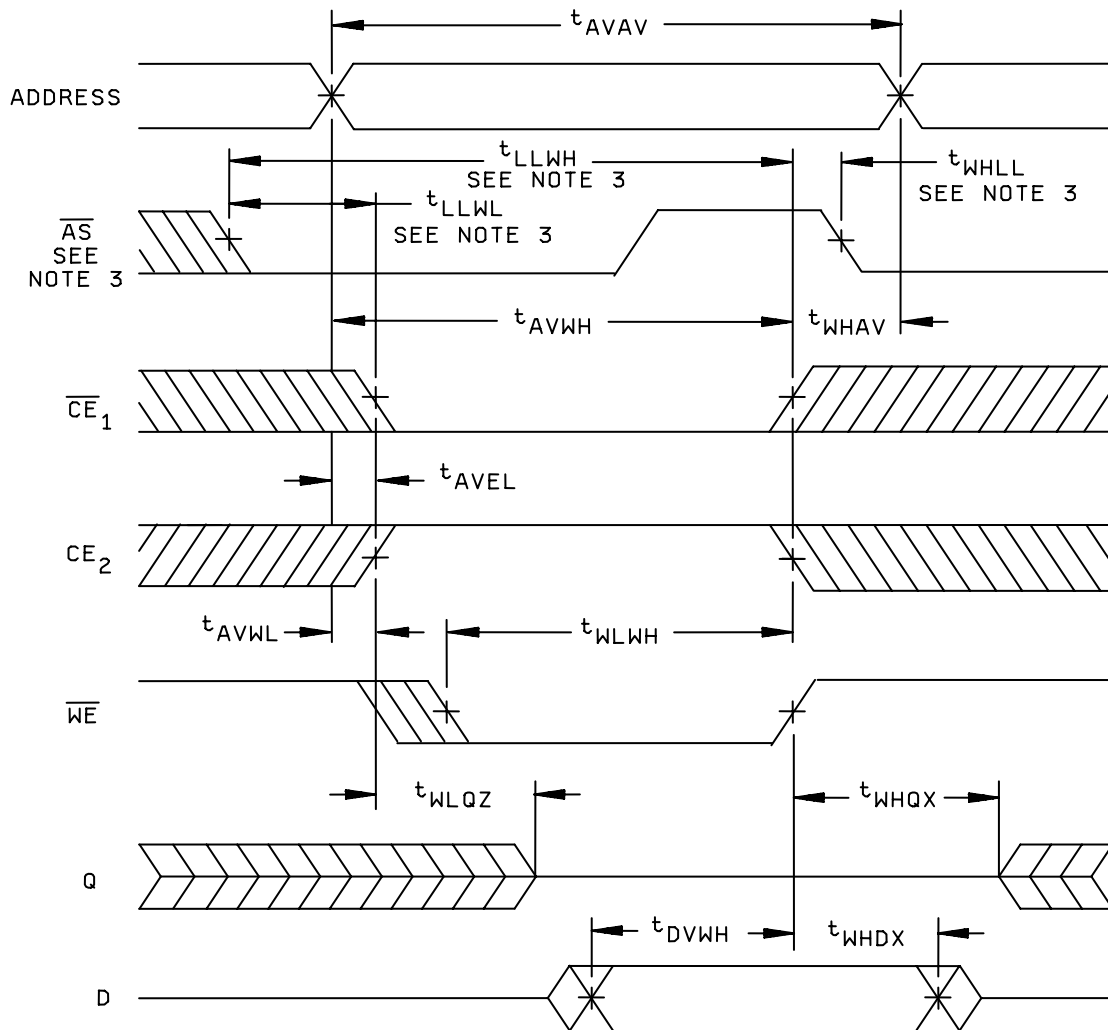 tAVAV
ADDRESS
tLLWH
SEE NOTE 3
tWHLL
SEE NOTE 3
tLLWL
SEE NOTE 3
AS
SEE
NOTE 3
tAVWH
tWHAV
CE1
tAVEL
CE2
tAVWL
tWLWH
WE
tWLQZ
tWHQX
Q
tDVWH
tWHDX
D